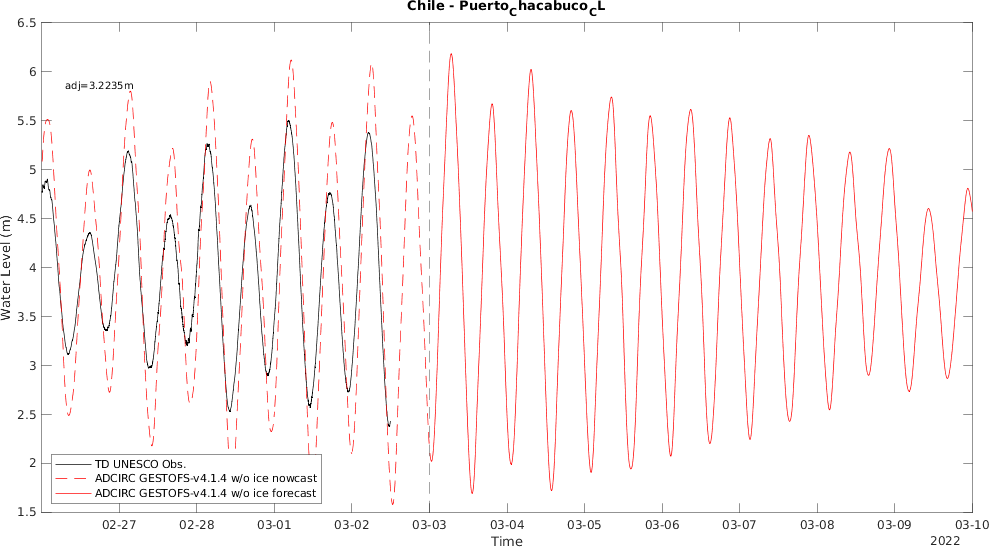 Chile - Puerto_Chacabuco_CL
adj=3.2235m
6.5
6
5.5
5
4.5
4
3.5
3
2.5
2
1.5
Water Level (m)
TD UNESCO Obs.
ADCIRC GESTOFS-v4.1.4 w/o ice nowcast
ADCIRC GESTOFS-v4.1.4 w/o ice forecast
02-27 02-28 03-01 03-02 03-03 03-04 03-05 03-06 03-07 03-08 03-09 03-10
Time
2022